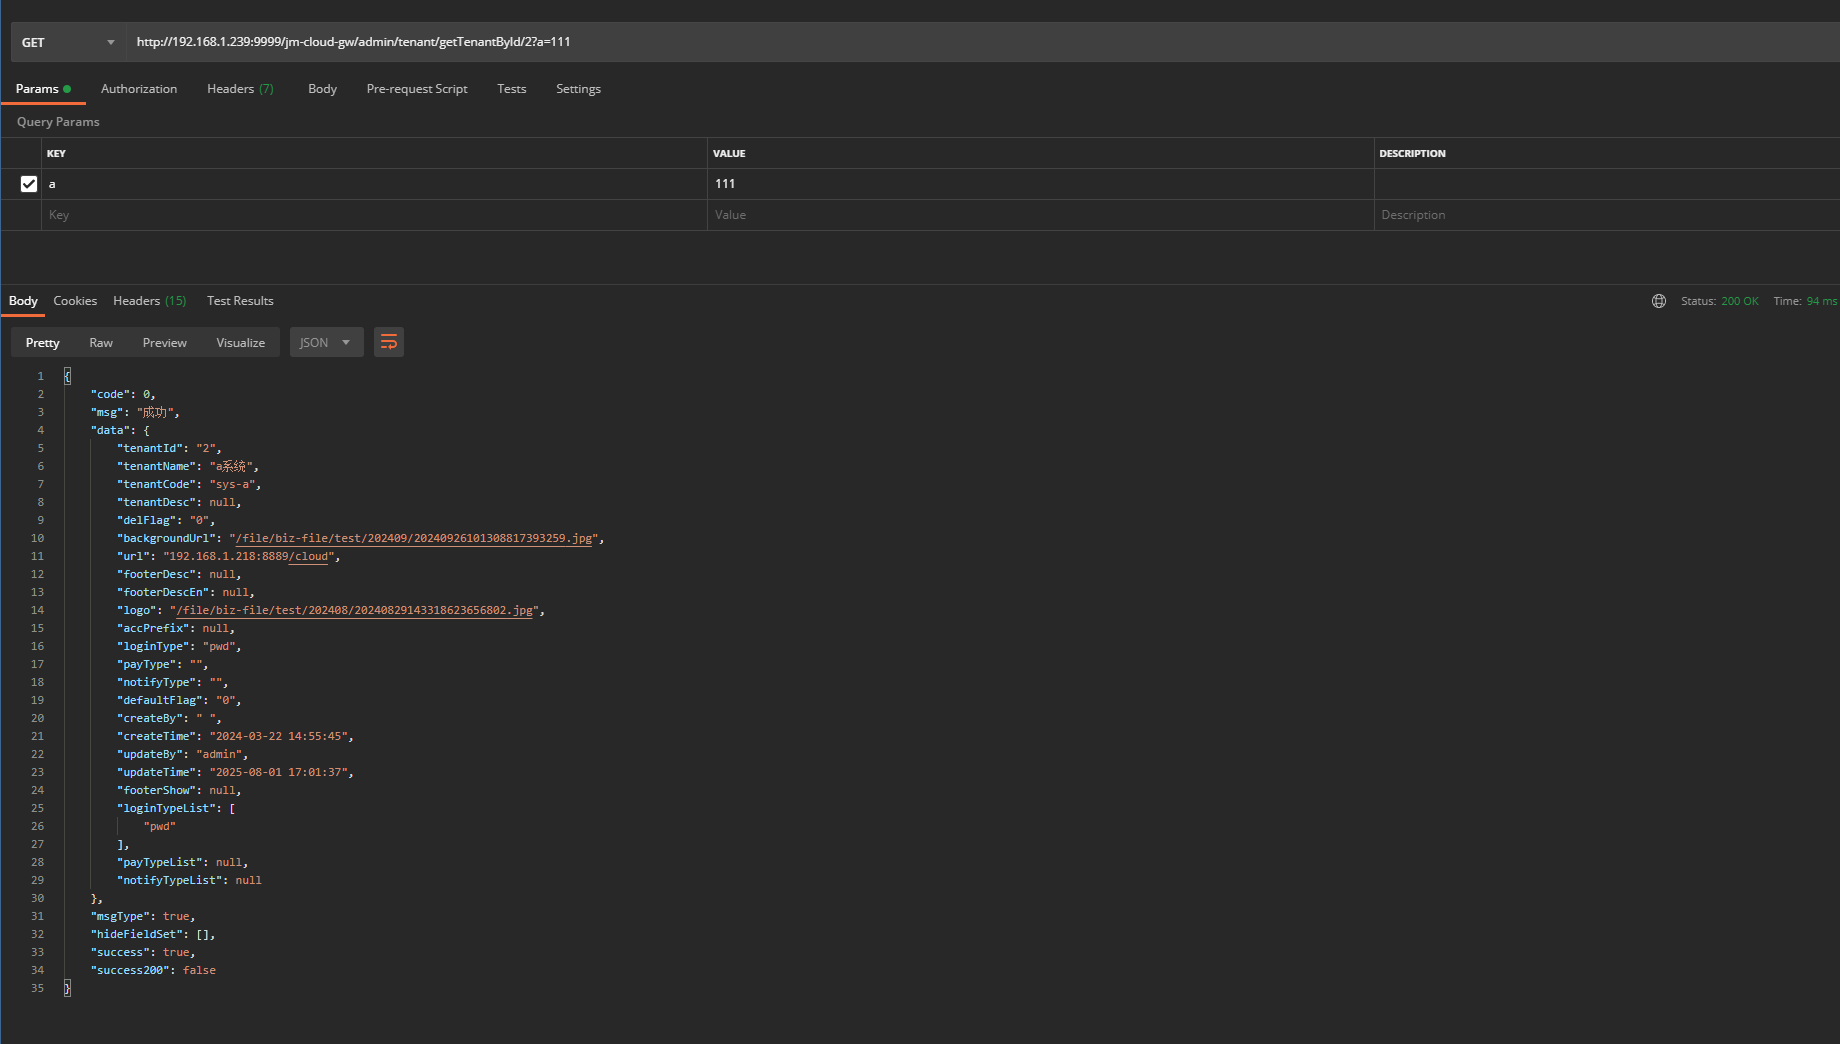 GET http://192.168.1.239:9999/jm-cloud-gw/admin/tenant/getTenantById/2?a=111
Params Authorization Headers (7) Body Pre-request Script Tests Settings
Query Params
KEY VALUE DESCRIPTION
a 111
Key Value Description
Body Cookies Headers (15) Test Results Status: 200 OK Time: 94 ms
Pretty Raw Preview Visualize JSON
1 {
2 "code": 0,
3 "msg": "成功",
4 "data": {
5 "tenantId": "2",
6 "tenantName": "a系统",
7 "tenantCode": "sys-a",
8 "tenantDesc": null,
9 "delFlag": "0",
10 "backgroundUrl": "/file/biz-file/test/202409/20240926101308817393259.jpg",
11 "url": "192.168.1.218:8889/cloud",
12 "footerDesc": null,
13 "footerDescEn": null,
14 "logo": "/file/biz-file/test/202408/20240829143318623656802.jpg",
15 "accPrefix": null,
16 "loginType": "pwd",
17 "payType": "",
18 "notifyType": "",
19 "defaultFlag": "0",
20 "createBy": " ",
21 "createTime": "2024-03-22 14:55:45",
22 "updateBy": "admin",
23 "updateTime": "2025-08-01 17:01:37",
24 "footerShow": null,
25 "loginTypeList": [
26 "pwd"
27 ],
28 "payTypeList": null,
29 "notifyTypeList": null
30 },
31 "msgType": true,
32 "hideFieldSet": [],
33 "success": true,
34 "success200": false
35 }